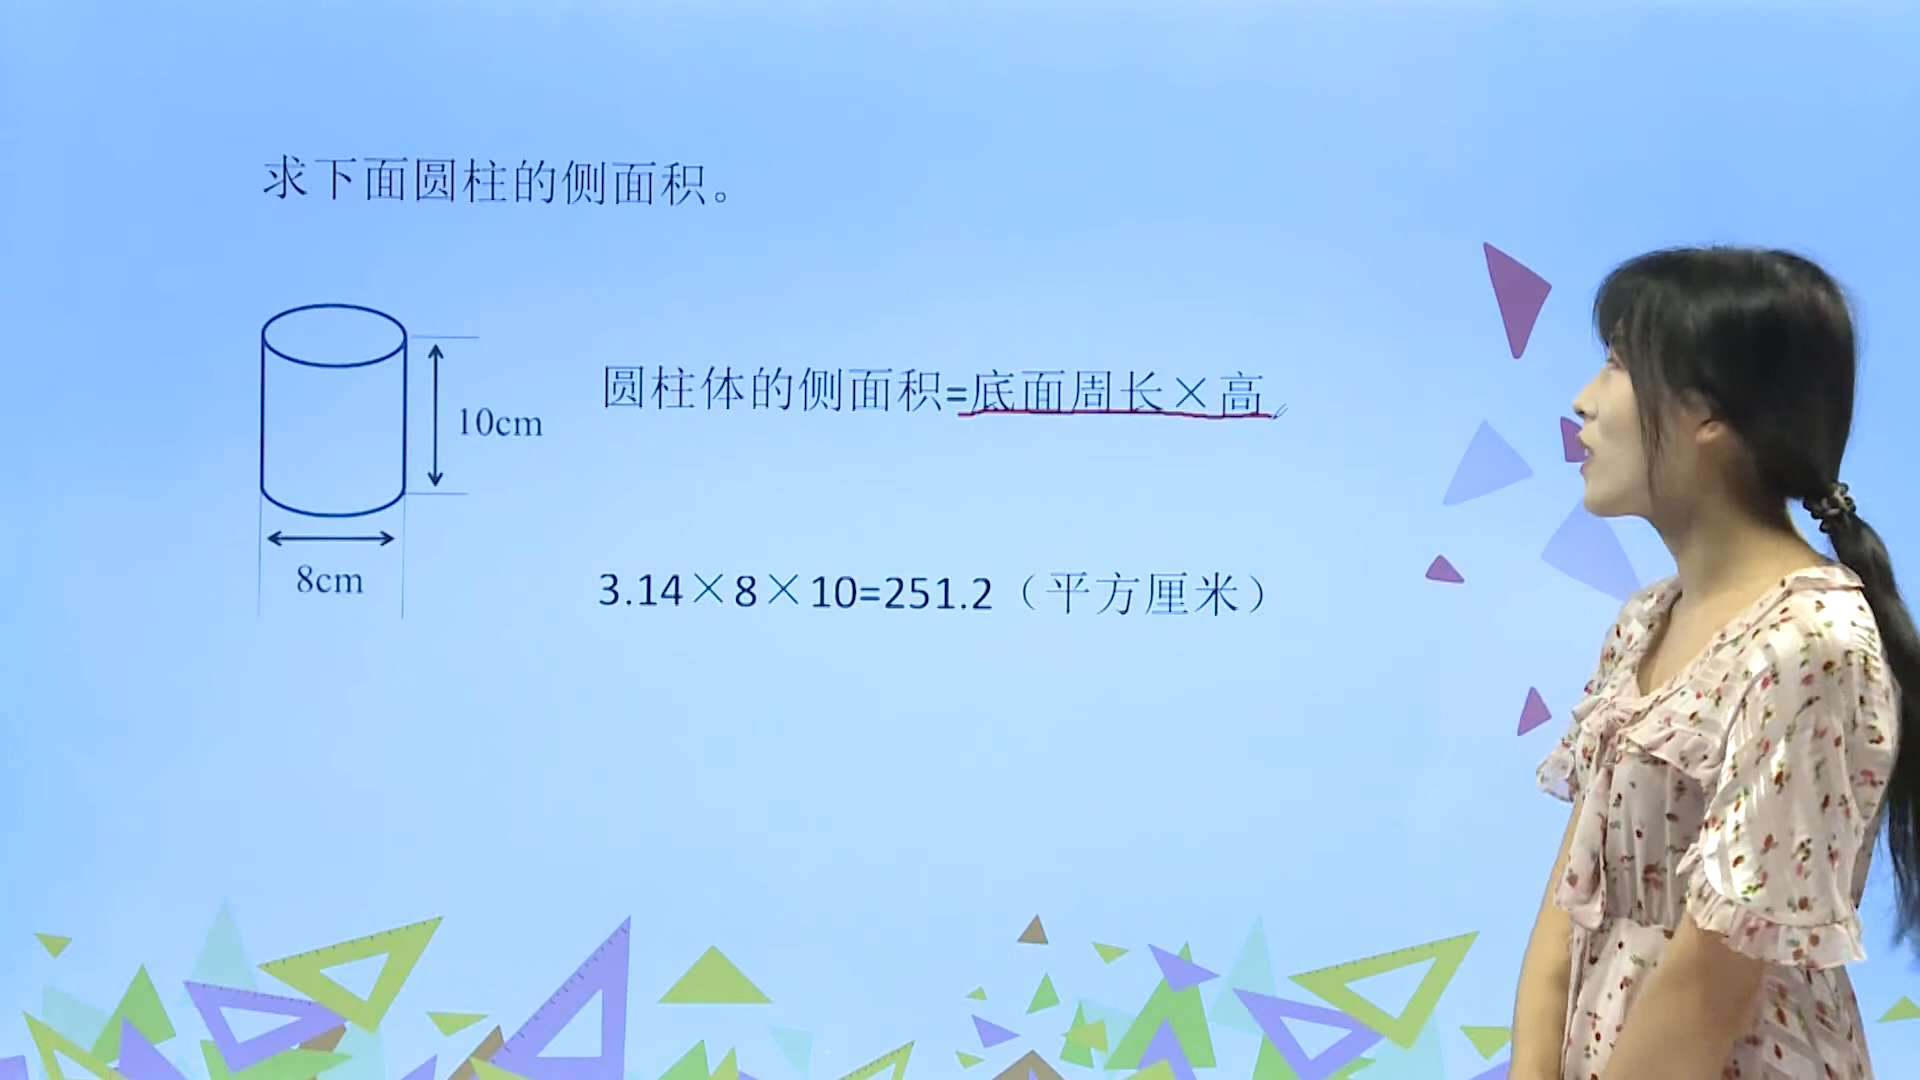 求下面圆柱的侧面积。
圆柱体的侧面积=底面周长×高
10cm
8cm
3.14×8×10=251.2（平方厘米）